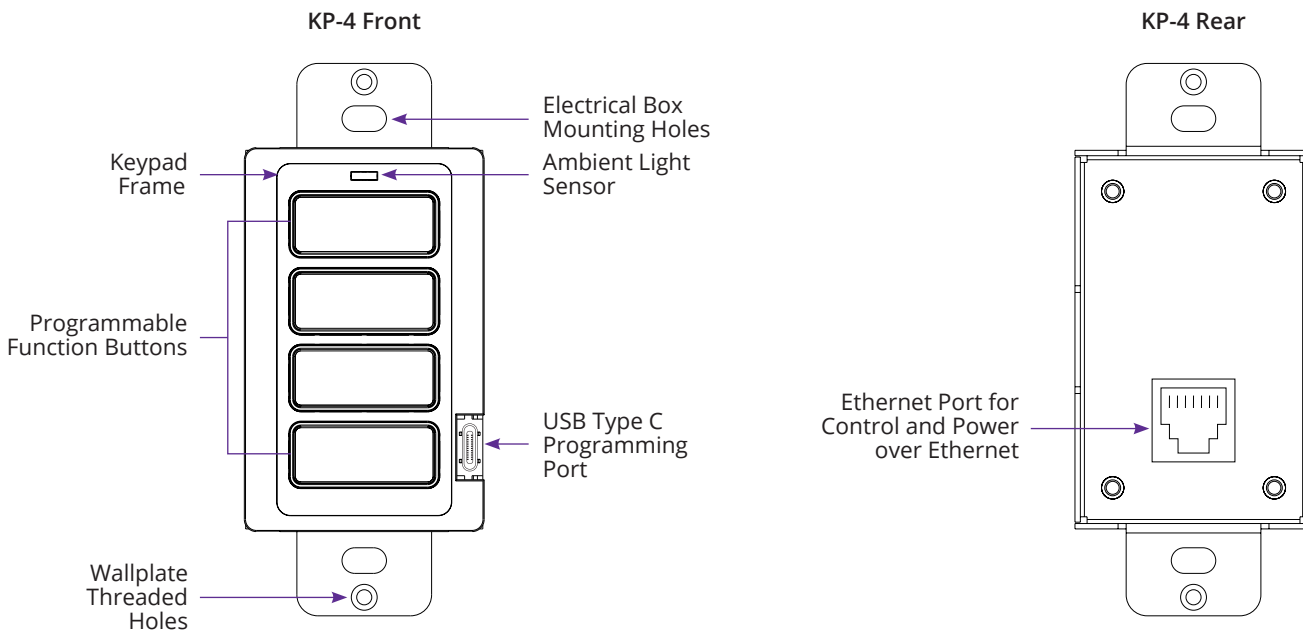 KP-4 Front
Electrical Box
Mounting Holes
Keypad
Frame
Ambient Light
Sensor
Programmable
Function Buttons
USB Type C
Programming
Port
Wallplate
Threaded
Holes
KP-4 Rear
Ethernet Port for
Control and Power
over Ethernet